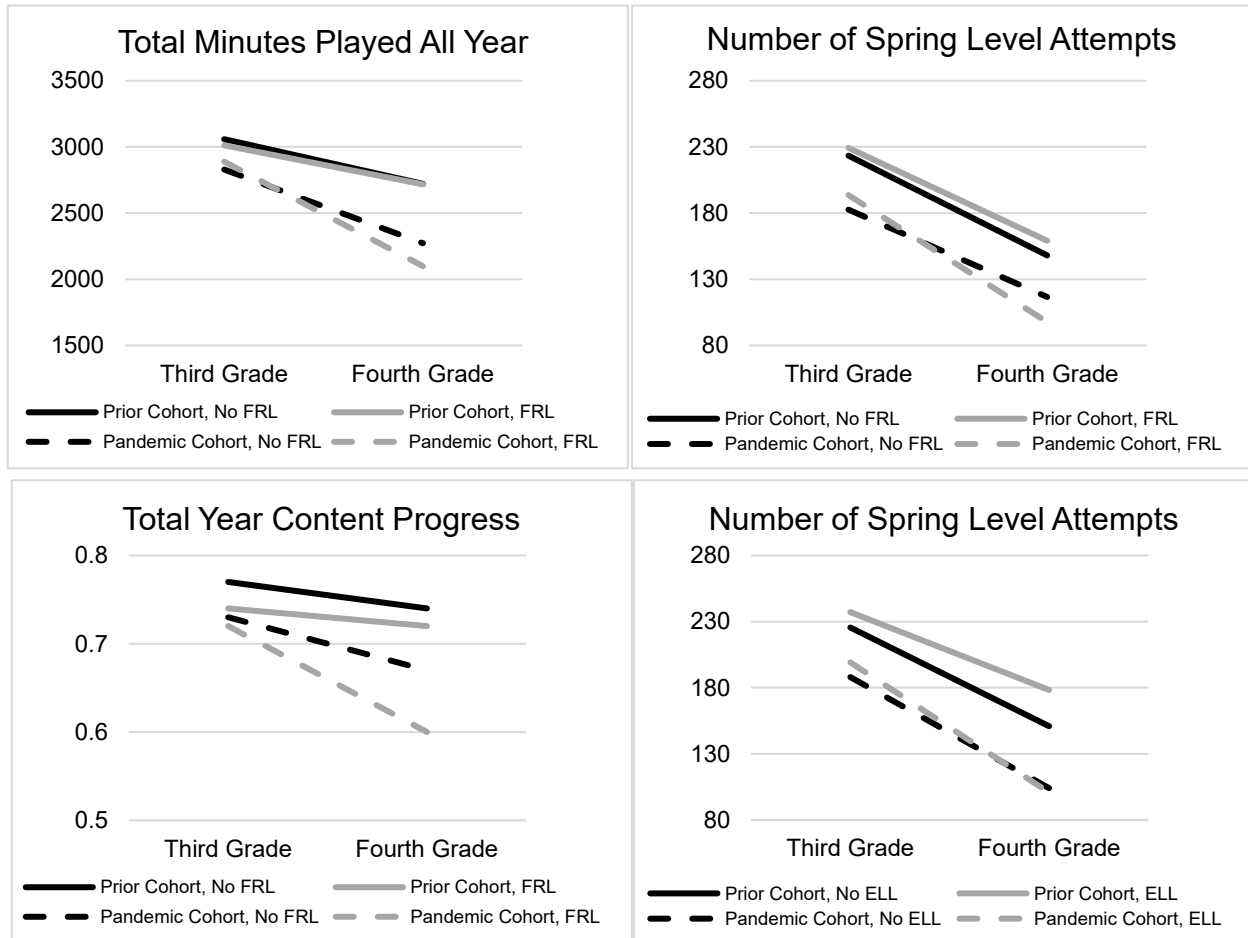 Total Minutes Played All Year
3500
3000
2500
2000
1500
Third Grade Fourth Grade
Prior Cohort, No FRL Prior Cohort, FRL
Pandemic Cohort, No FRL Pandemic Cohort, FRL
Number of Spring Level Attempts
280
230
180
130
80
Third Grade Fourth Grade
Prior Cohort, No FRL Prior Cohort, FRL
Pandemic Cohort, No FRL Pandemic Cohort, FRL
Total Year Content Progress
0.8
0.7
0.6
0.5
Third Grade Fourth Grade
Prior Cohort, No FRL Prior Cohort, FRL
Pandemic Cohort, No FRL Pandemic Cohort, FRL
Number of Spring Level Attempts
280
230
180
130
80
Third Grade Fourth Grade
Prior Cohort, No ELL Prior Cohort, ELL
Pandemic Cohort, No ELL Pandemic Cohort, ELL